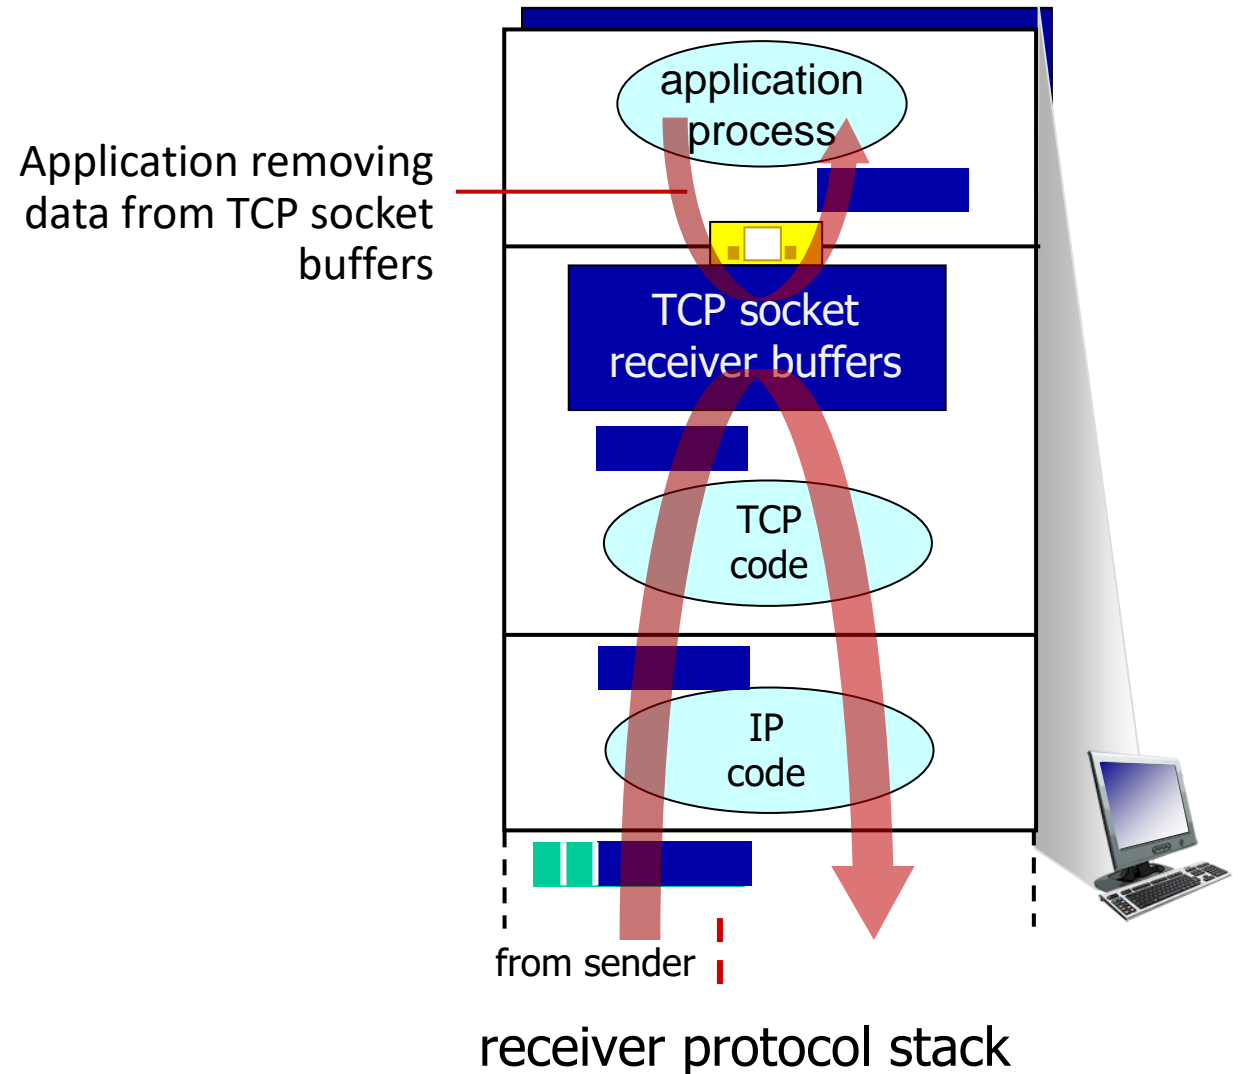 application
process
Application removing
data from TCP socket
buffers
TCP socket
receiver buffers
TCP
code
IP
code
from sender
receiver protocol stack